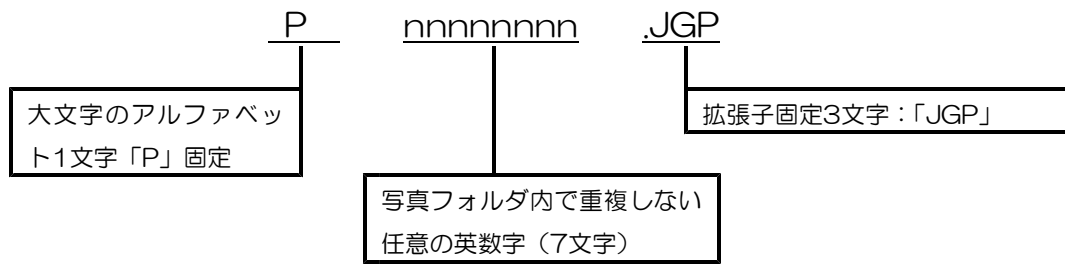 P nnnnnnnn .JGP
大文字のアルファベッ
ト1文字「P」固定
拡張子固定3文字：「JGP」
写真フォルダ内で重複しない
任意の英数字（7文字）